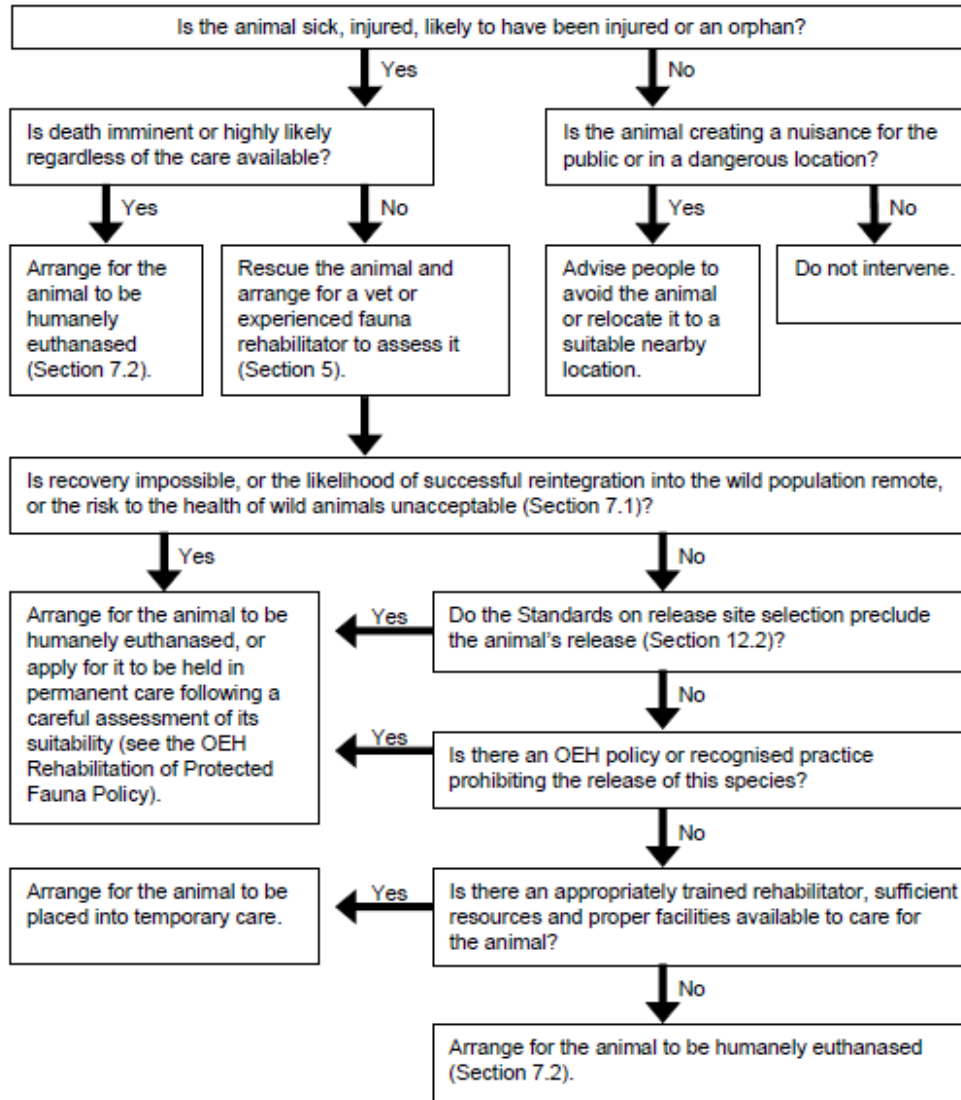 Is the animal sick, injured, likely to have been injured or an orphan?
Yes
No
Is death imminent or highly likely
regardless of the care available?
Is the animal creating a nuisance for the
public or in a dangerous location?
Yes
No
Yes
No
Arrange for the
animal to be
humanely
euthanased
(Section 7.2).
Rescue the animal and
arrange for a vet or
experienced fauna
rehabilitator to assess it
(Section 5).
Advise people to
avoid the animal
or relocate it to a
suitable nearby
location.
Do not intervene.
Is recovery impossible, or the likelihood of successful reintegration into the wild population remote,
or the risk to the health of wild animals unacceptable (Section 7.1)?
Yes
No
Arrange for the animal to be
humanely euthanased, or
apply for it to be held in
permanent care following a
careful assessment of its
suitability (see the OEH
Rehabilitation of Protected
Fauna Policy).
Yes
Do the Standards on release site selection preclude
the animal's release (Section 12.2)?
No
Yes
Is there an OEH policy or recognised practice
prohibiting the release of this species?
No
Arrange for the animal to be
placed into temporary care.
Yes
Is there an appropriately trained rehabilitator, sufficient
resources and proper facilities available to care for
the animal?
No
Arrange for the animal to be humanely euthanased
(Section 7.2).